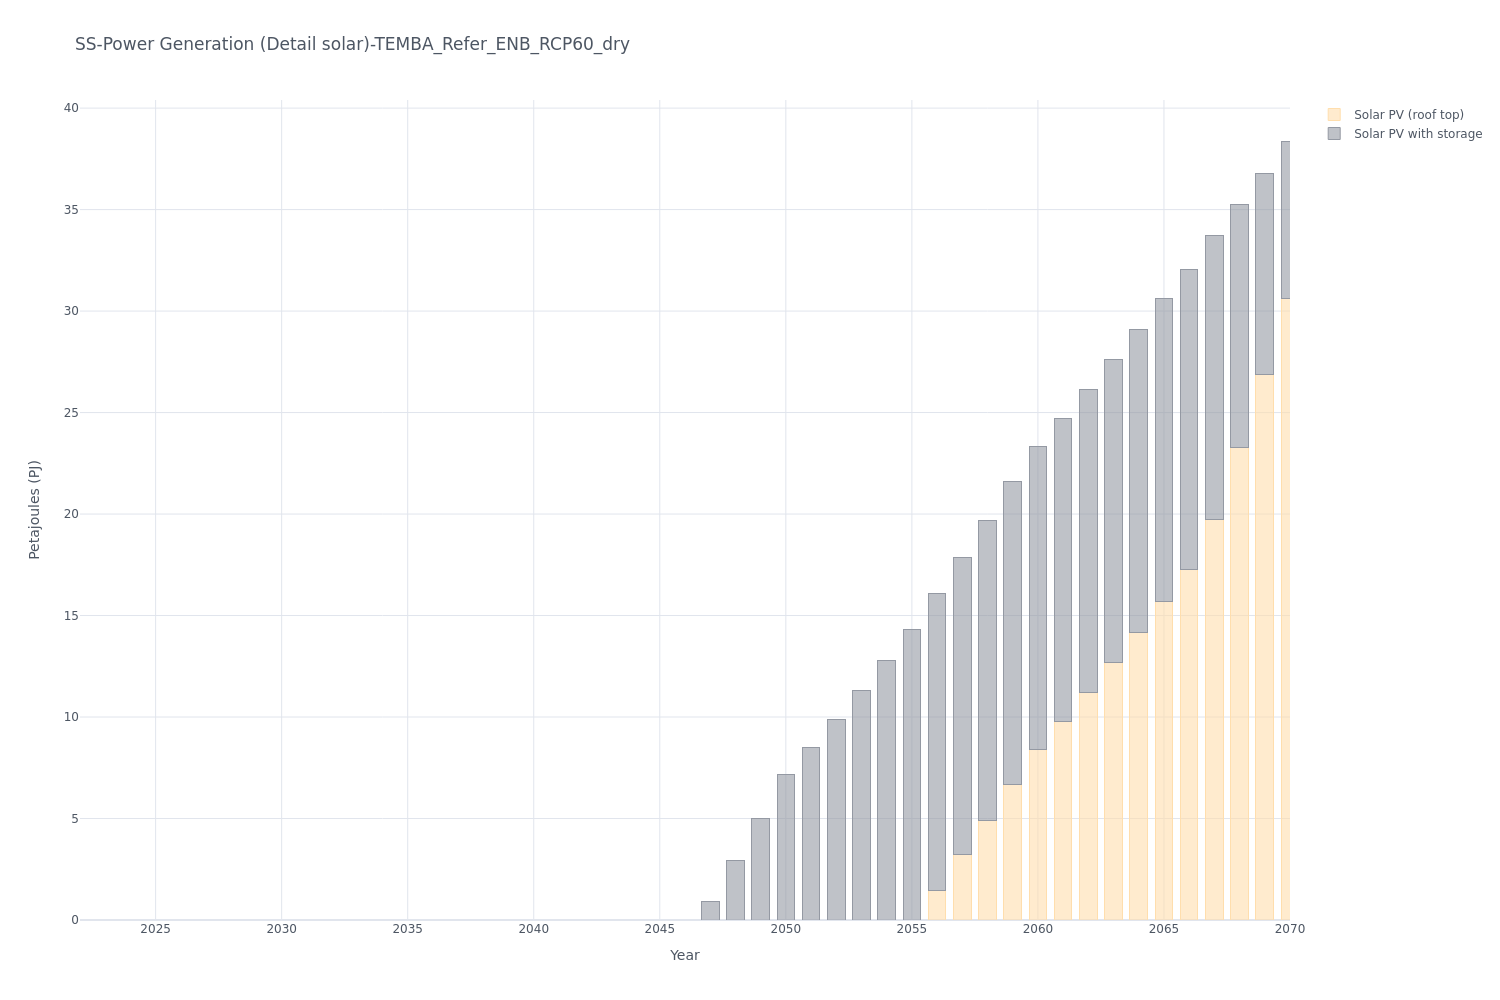 SS-Power Generation (Detail solar)-TEMBA_Refer_ENB_RCP60_dry
Solar PV (roof top)
Solar PV with storage
Petajoules (PJ)
40
35
30
25
20
15
10
5
0
2025 2030 2035 2040 2045 2050 2055 2060 2065 2070
Year